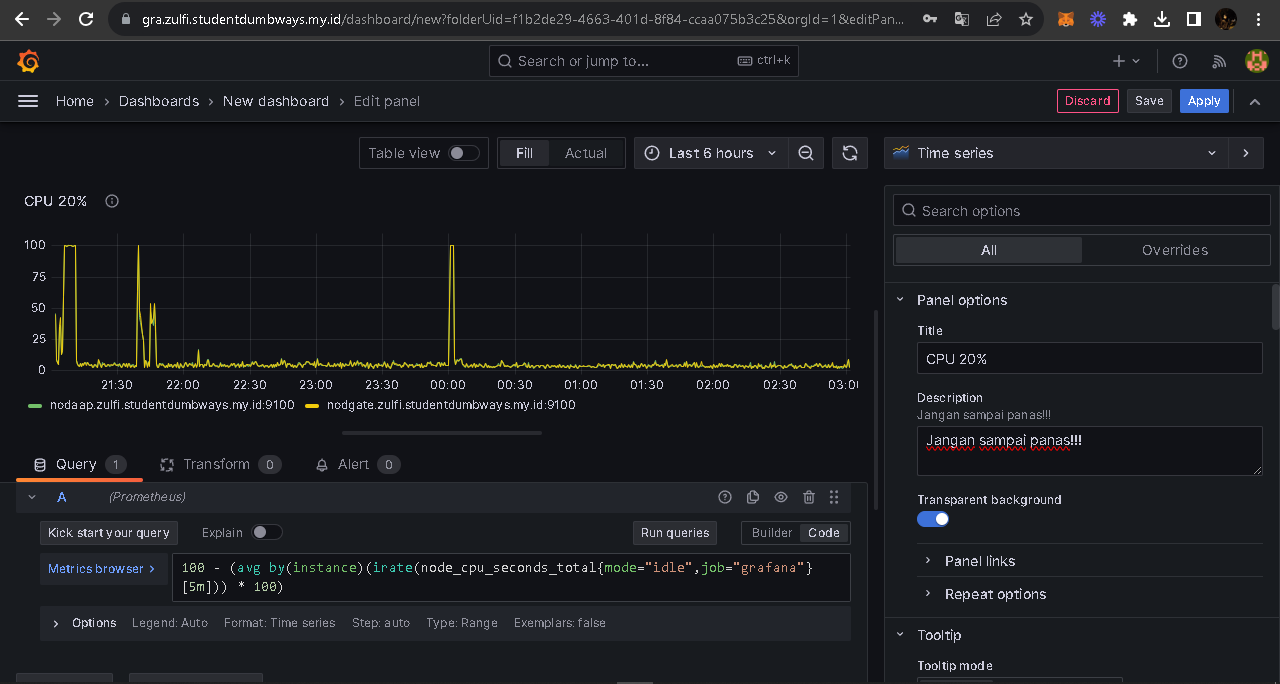 gra.zulfi.studentdumbways.my.id/dashboard/new?folderUid=f1b2de29-4663-401d-8f84-ccaa075b3c25&orgId=1&editPan...
Search or jump to... ctrl+k
Home › Dashboards › New dashboard › Edit panel
Discard Save Apply
Table view Fill Actual Last 6 hours Time series
CPU 20%
Search options
All Overrides
100
75
50
25
0
21:30 22:00 22:30 23:00 23:30 00:00 00:30 01:00 01:30 02:00 02:30 03:0
nodaap.zulfi.studentdumbways.my.id:9100 nodgate.zulfi.studentdumbways.my.id:9100
Panel options
Title
CPU 20%
Description
Jangan sampai panas!!!
Jangan sampai panas!!!
Transparent background
Panel links
Repeat options
Tooltip
Tooltip mode
Query 1 Transform 0 Alert 0
A (Prometheus)
Kick start your query Explain Run queries Builder Code
Metrics browser › 100 - (avg by(instance)(irate(node_cpu_seconds_total{mode="idle",job="grafana"}
[5m])) * 100)
Options Legend: Auto Format: Time series Step: auto Type: Range Exemplars: false